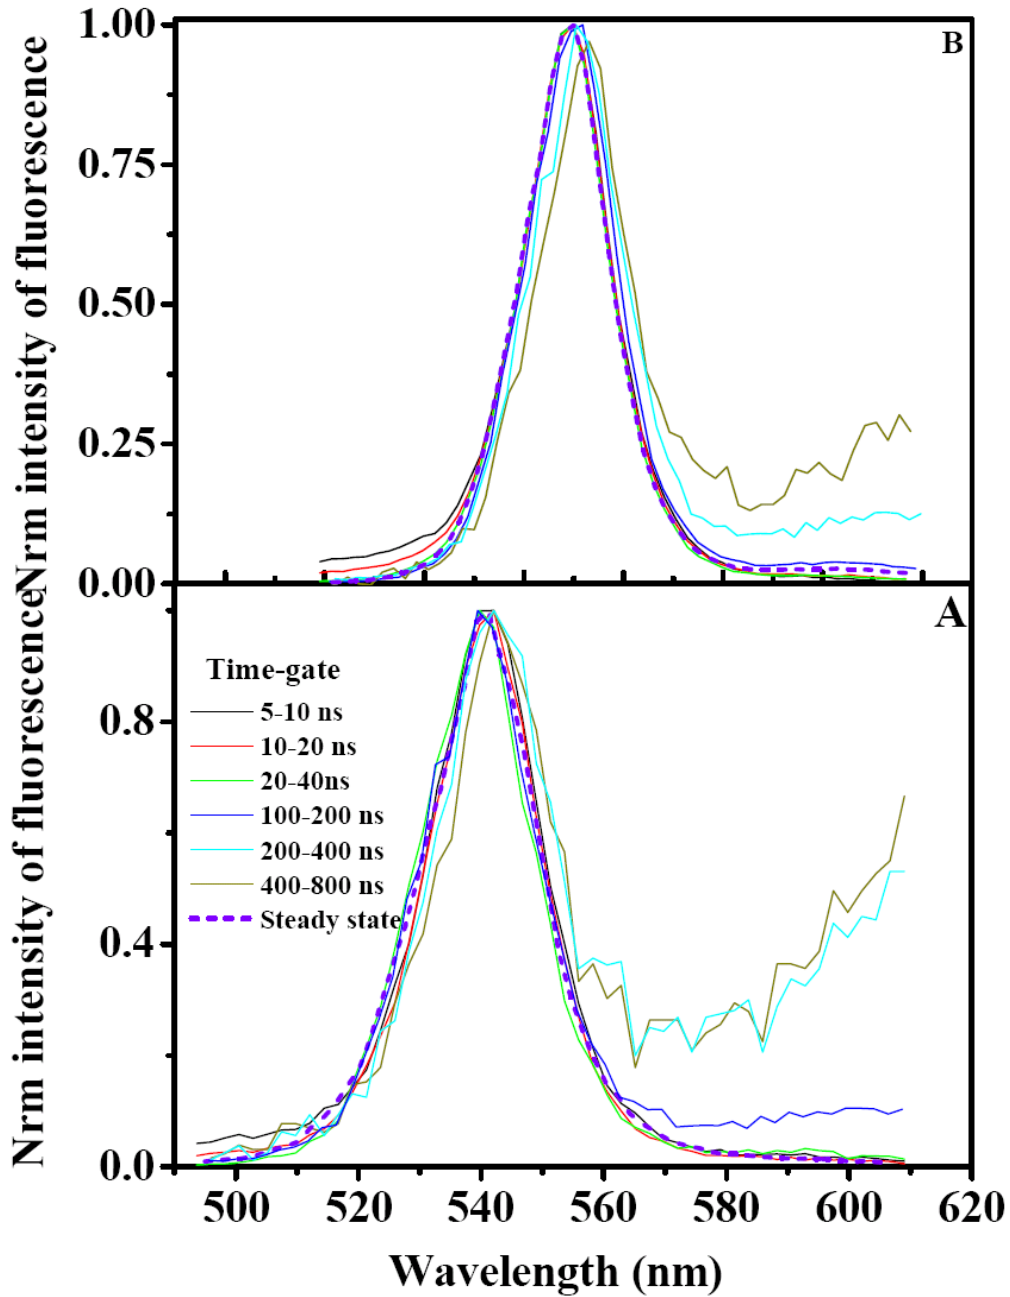 Nrm intensity of fluorescence
1.00
0.75
0.50
0.25
0.00
B
Nrm intensity of fluorescence
0.8
0.4
0.0
A
Time-gate
5-10 ns
10-20 ns
20-40ns
100-200 ns
200-400 ns
400-800 ns
Steady state
500 520 540 560 580 600 620
Wavelength (nm)